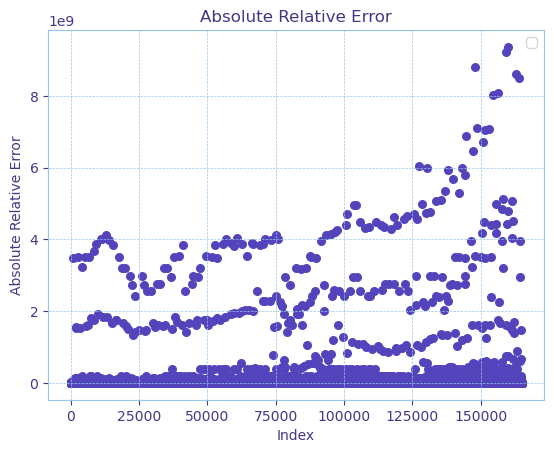 Absolute Relative Error
1e9
8
6
4
2
0
Absolute Relative Error
0 25000 50000 75000 100000 125000 150000
Index